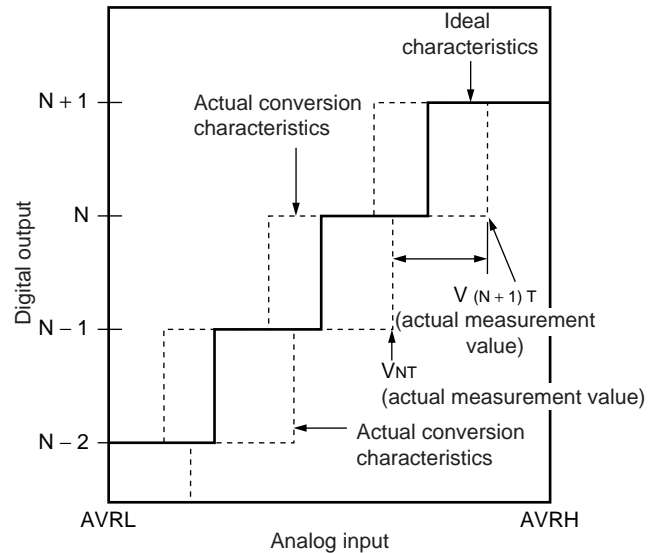 Ideal
characteristics
N + 1
Actual conversion
characteristics
N
Digital output
V (N + 1) T
(actual measurement
value)
N – 1
VNT
(actual measurement value)
N – 2
Actual conversion
characteristics
AVRL
AVRH
Analog input